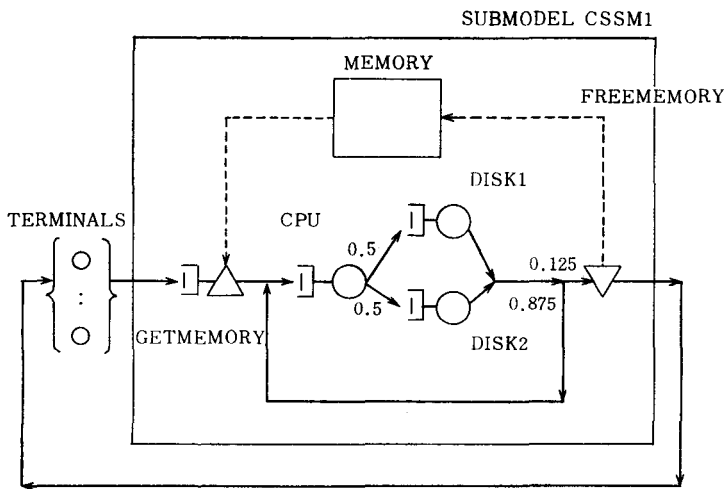 SUBMODEL CSSM1
MEMORY
FREEMEMORY
DISK1
TERMINALS
CPU
0.5
0.125
0.5
0.875
GETMEMORY
DISK2